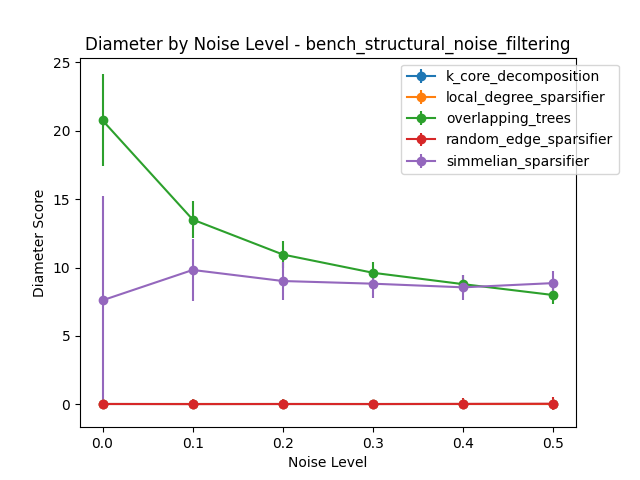 Diameter by Noise Level - bench_structural_noise_filtering
25
20
15
10
5
0
Diameter Score
k_core_decomposition
local_degree_sparsifier
overlapping_trees
random_edge_sparsifier
simmelian_sparsifier
0.0 0.1 0.2 0.3 0.4 0.5
Noise Level